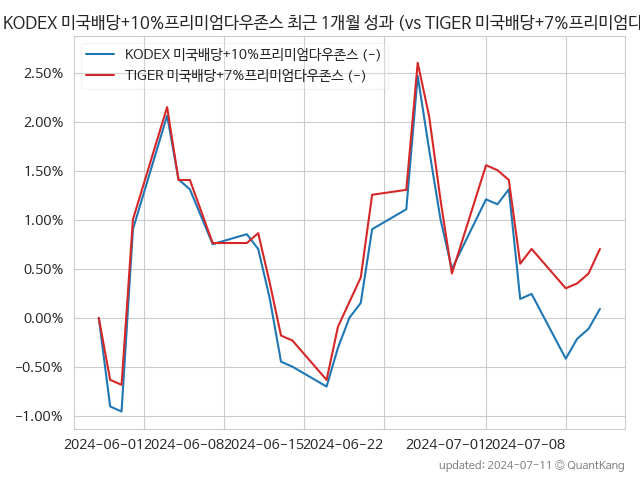 KODEX 미국배당+10%프리미엄다우존스 최근 1개월 성과 (vs TIGER 미국배당+7%프리미엄다
KODEX 미국배당+10%프리미엄다우존스 (-)
TIGER 미국배당+7%프리미엄다우존스 (-)
2.50%
2.00%
1.50%
1.00%
0.50%
0.00%
-0.50%
-1.00%
2024-06-01 2024-06-08 2024-06-15 2024-06-22 2024-07-01 2024-07-08
updated: 2024-07-11 © QuantKang